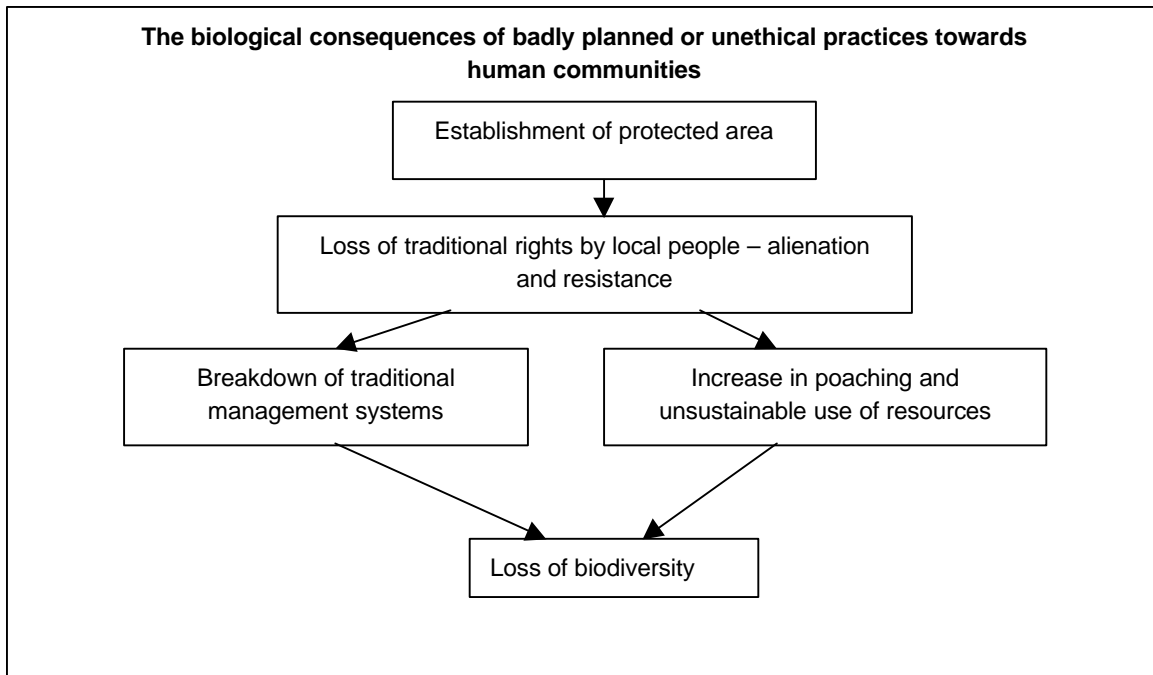 The biological consequences of badly planned or unethical practices towards
human communities
Establishment of protected area
Loss of traditional rights by local people – alienation
and resistance
Breakdown of traditional
management systems
Increase in poaching and
unsustainable use of resources
Loss of biodiversity